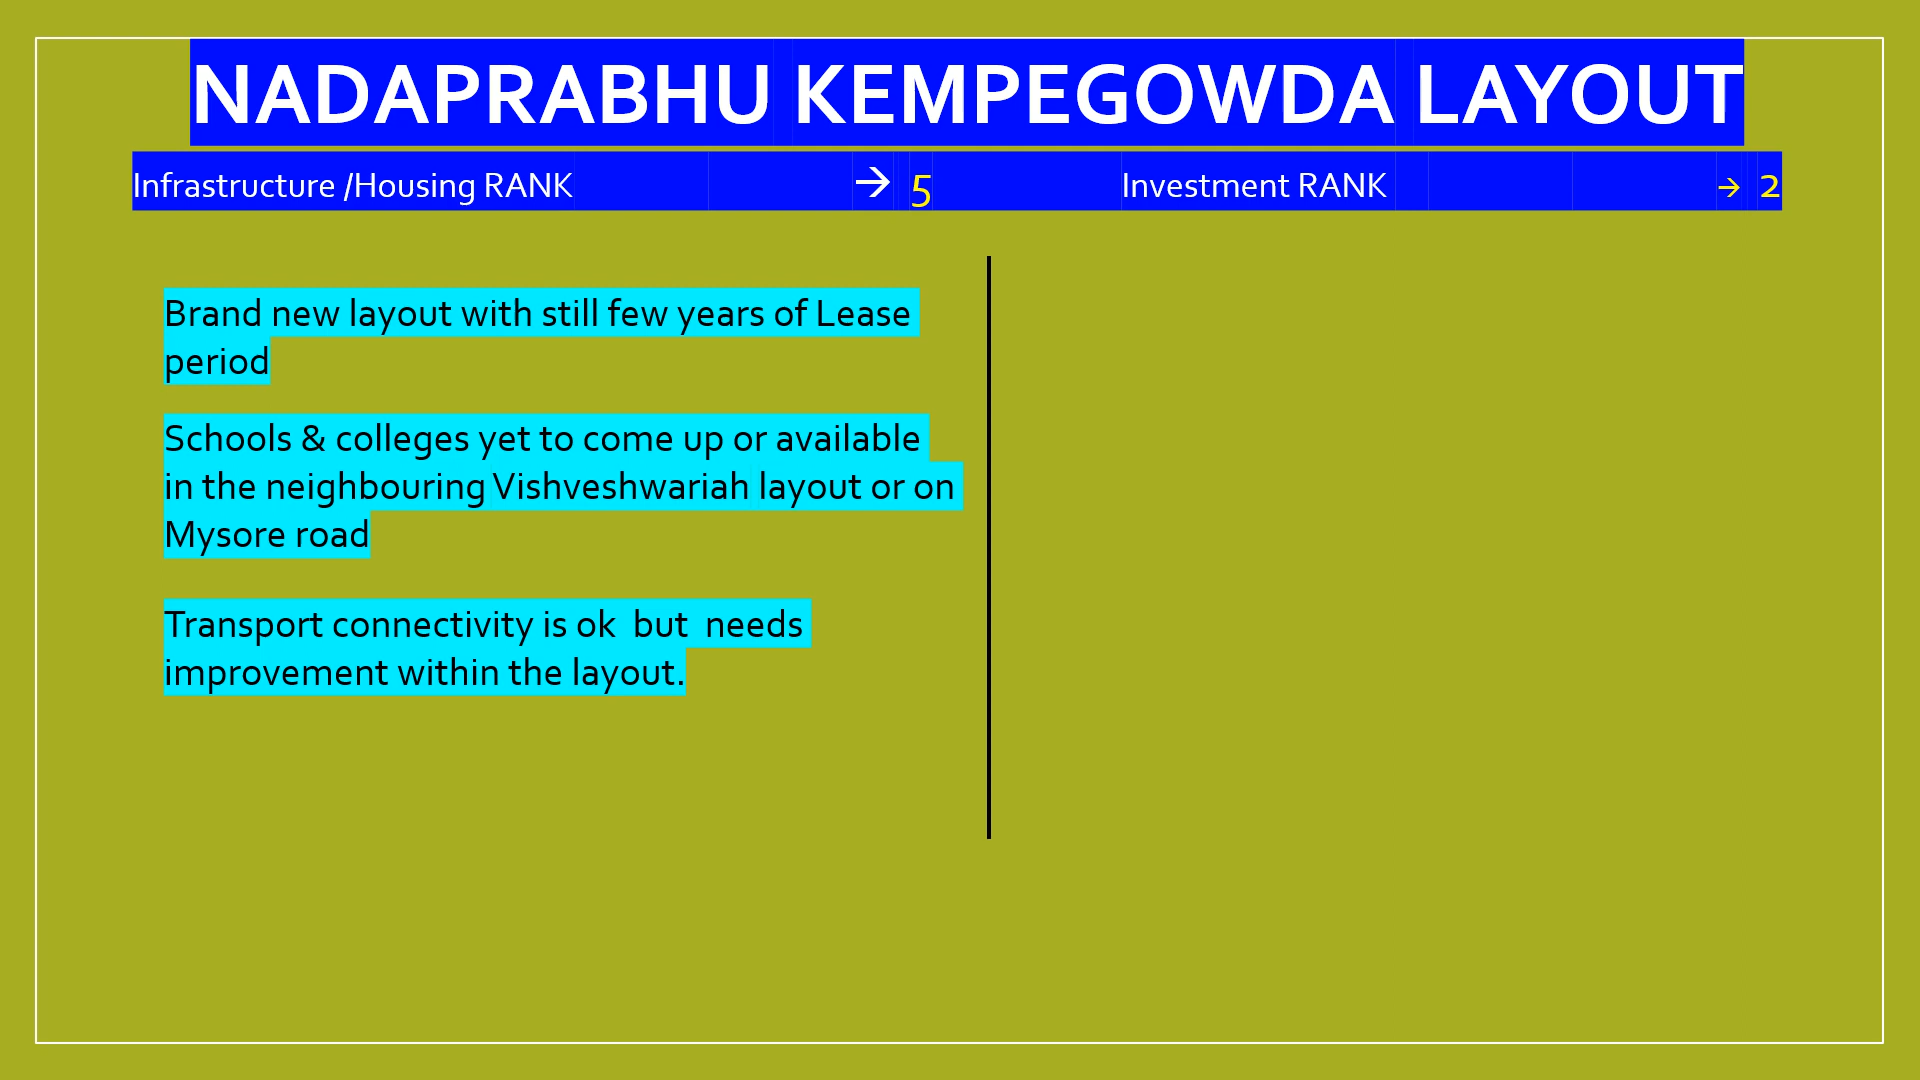 NADAPRABHU KEMPEGOWDA LAYOUT
Infrastructure /Housing RANK → 5 Investment RANK → 2
Brand new layout with still few years of Lease
period
Schools & colleges yet to come up or available
in the neighbouring Vishveshwariah layout or on
Mysore road
Transport connectivity is ok but needs
improvement within the layout.